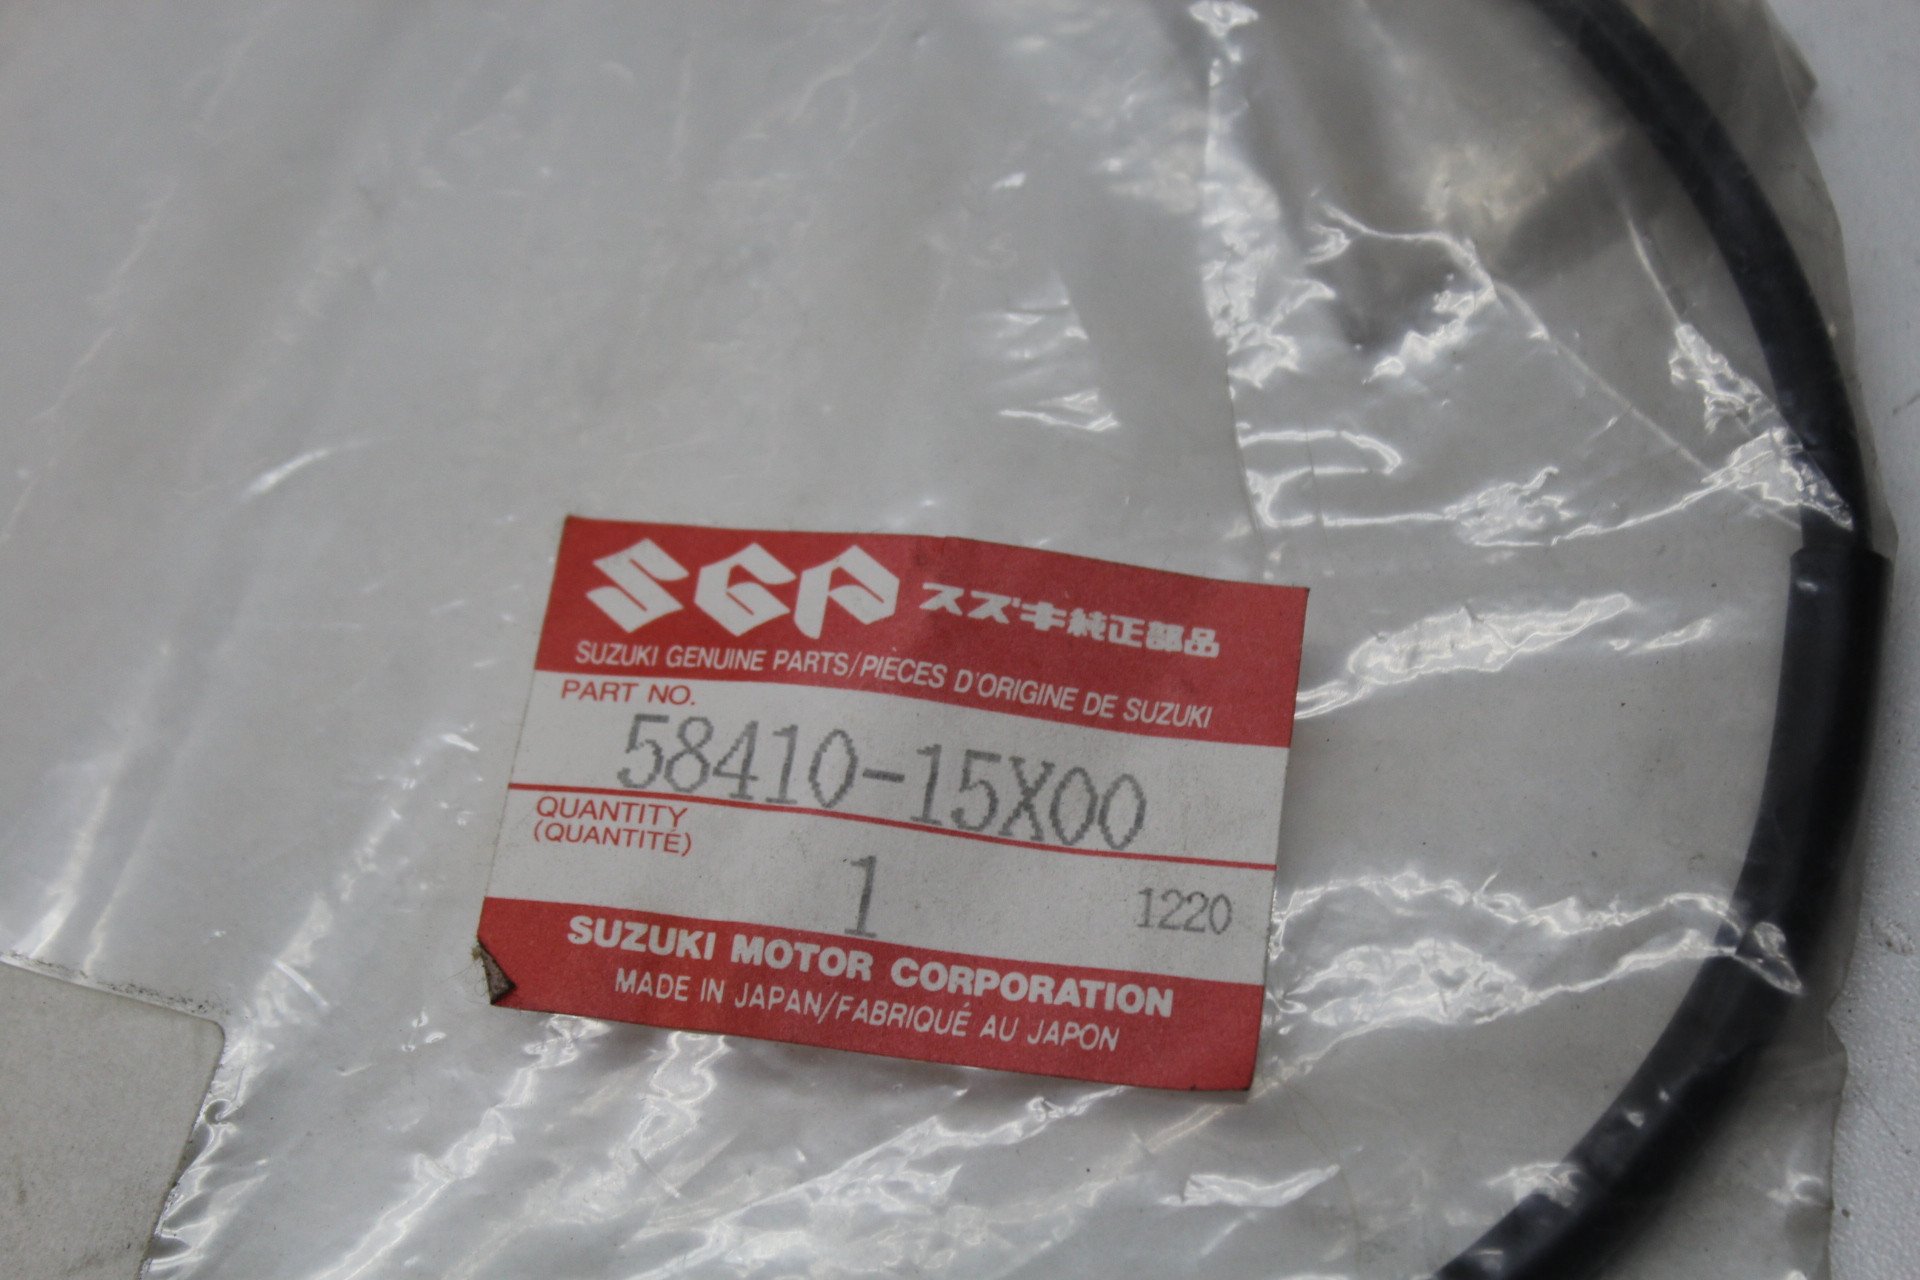 SGP スズキ純正部品
SUZUKI GENUINE PARTS/PIECES D'ORIGINE DE SUZUKI
PART NO.
58410-15X00
QUANTITY
(QUANTITÉ)
1 1220
SUZUKI MOTOR CORPORATION
MADE IN JAPAN/FABRIQUÉ AU JAPON